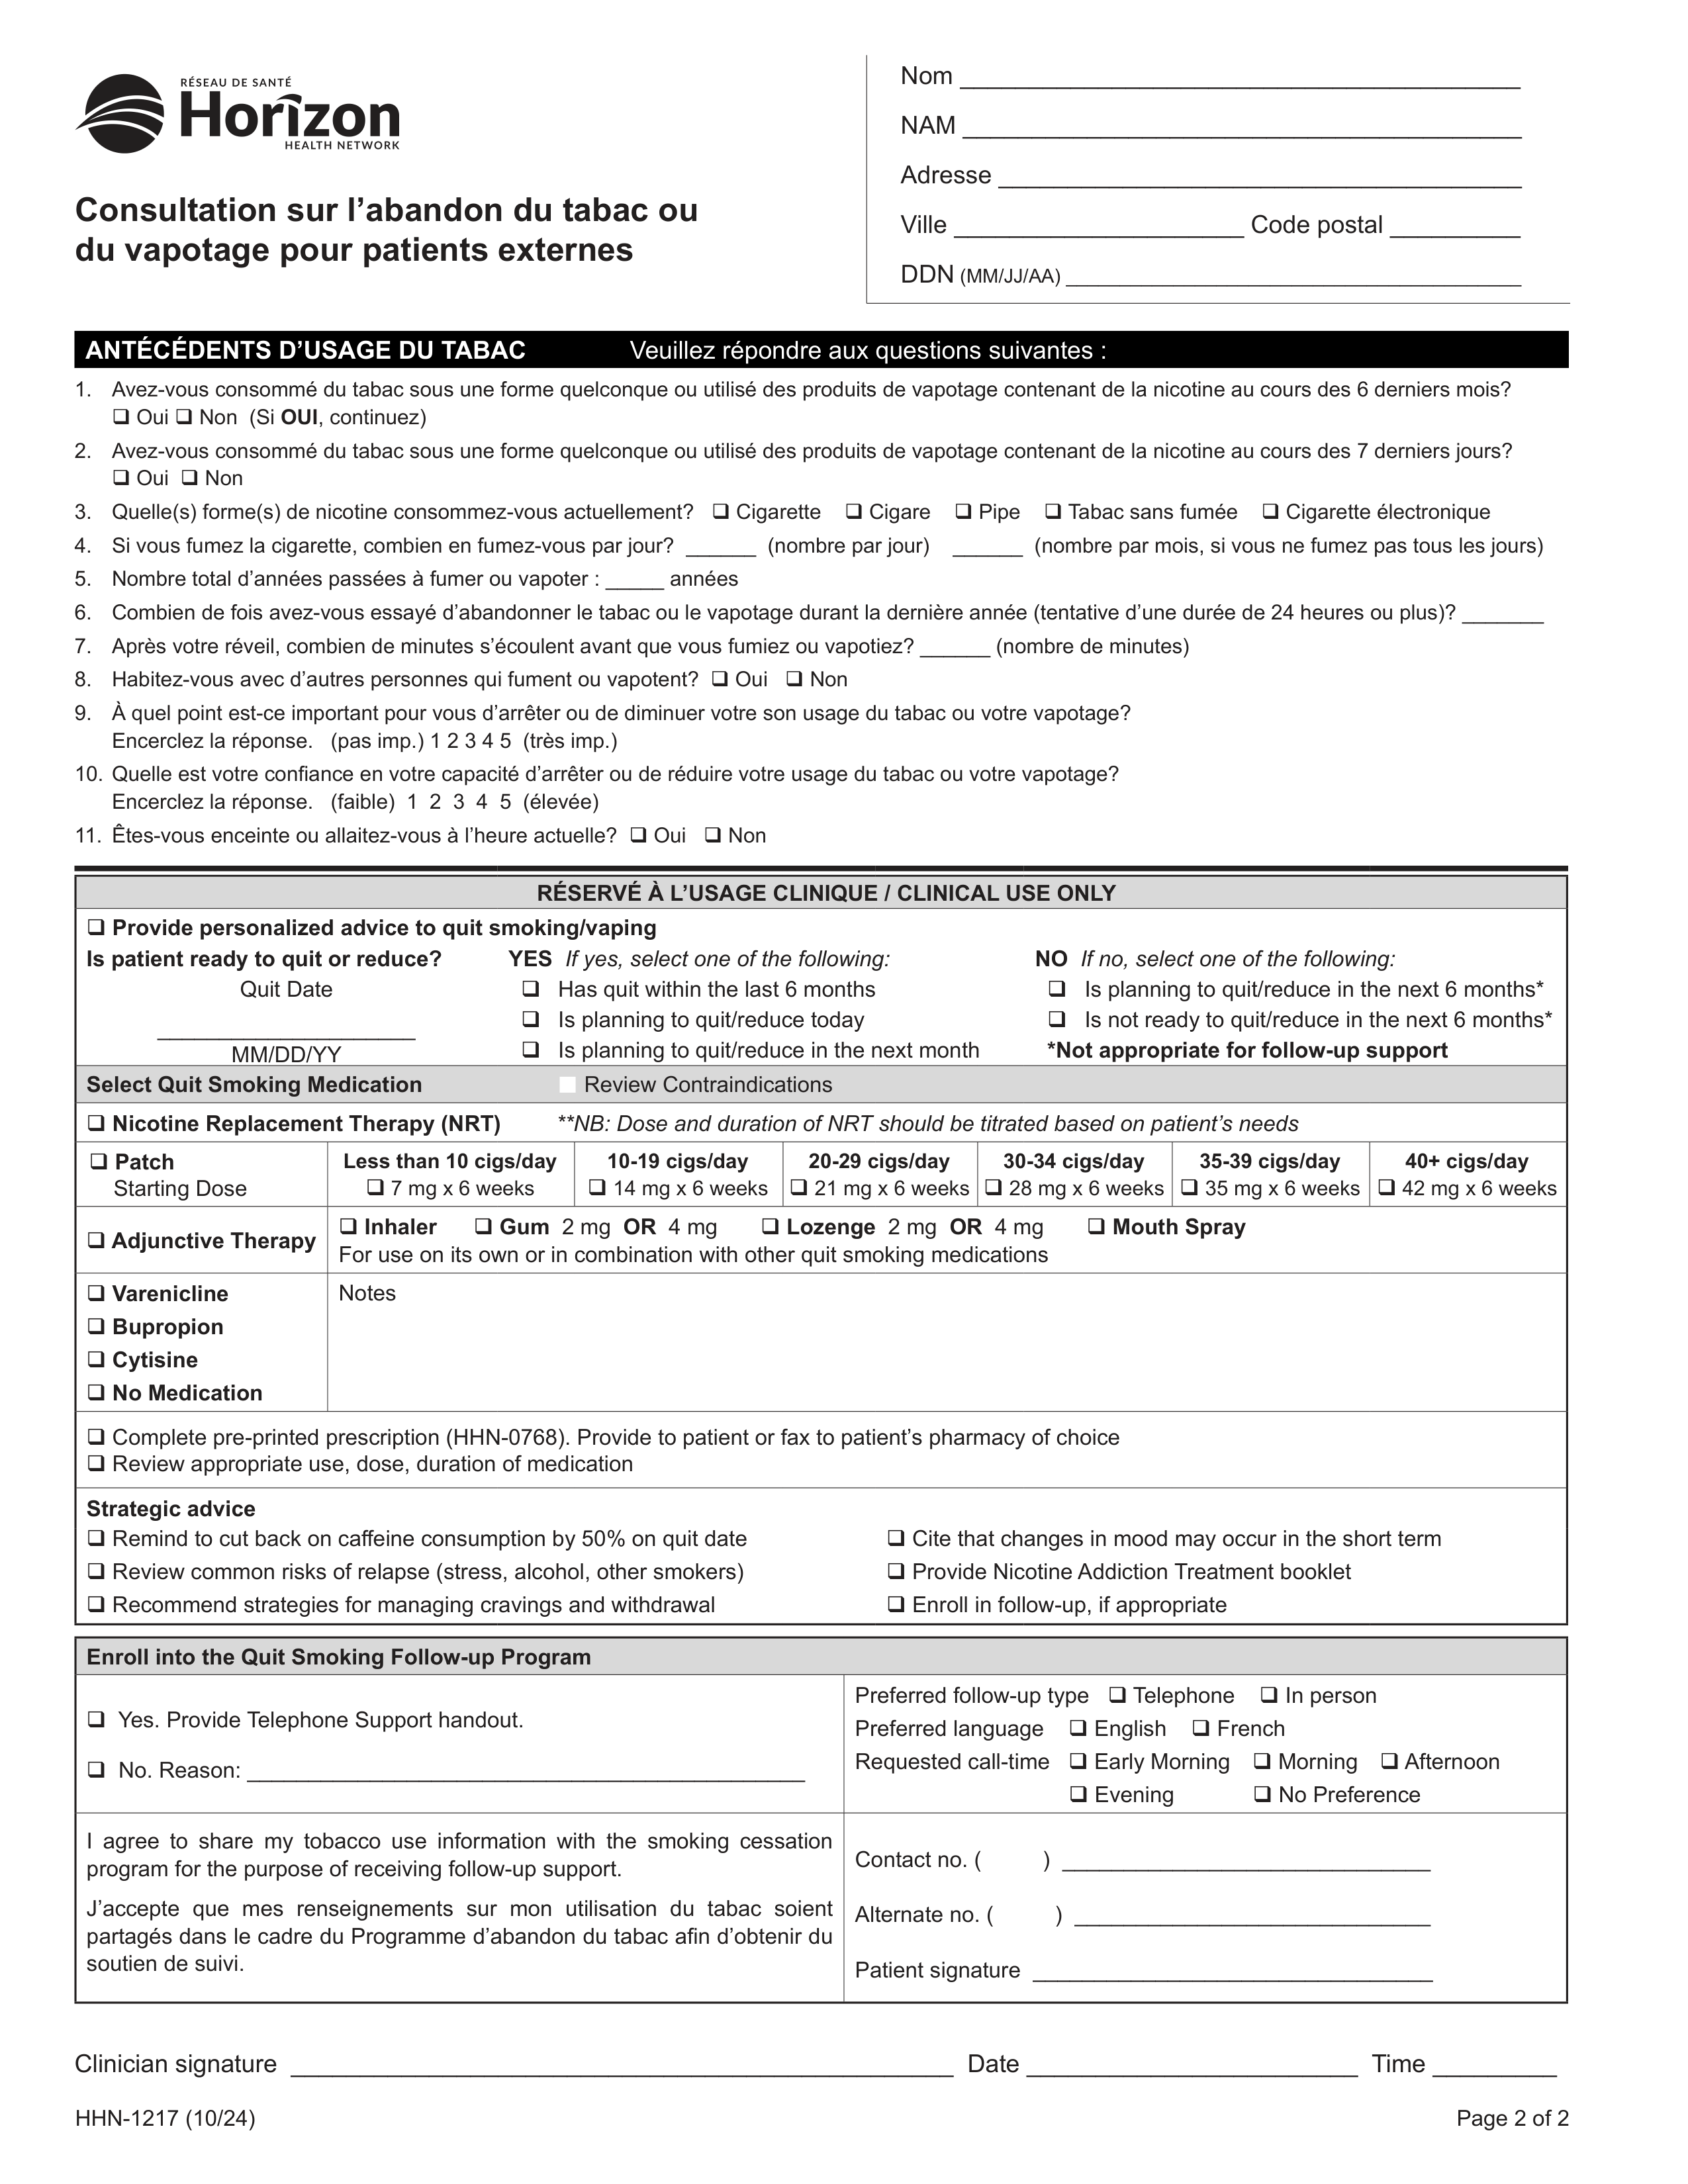 RÉSEAU DE SANTÉ
Horizon
HEALTH NETWORK
Consultation sur l’abandon du tabac ou
du vapotage pour patients externes
Nom ____________________
NAM ____________________
Adresse ____________________
Ville ____________________ Code postal __________
DDN (MM/JJ/AA) ____________________
ANTÉCÉDENTS D’USAGE DU TABAC Veuillez répondre aux questions suivantes :
1. Avez-vous consommé du tabac sous une forme quelconque ou utilisé des produits de vapotage contenant de la nicotine au cours des 6 derniers mois?
❑ Oui ❑ Non (Si OUI, continuez)
2. Avez-vous consommé du tabac sous une forme quelconque ou utilisé des produits de vapotage contenant de la nicotine au cours des 7 derniers jours?
❑ Oui ❑ Non
3. Quelle(s) forme(s) de nicotine consommez-vous actuellement? ❑ Cigarette ❑ Cigare ❑ Pipe ❑ Tabac sans fumée ❑ Cigarette électronique
4. Si vous fumez la cigarette, combien en fumez-vous par jour? ______ (nombre par jour) ______ (nombre par mois, si vous ne fumez pas tous les jours)
5. Nombre total d’années passées à fumer ou vapoter : _____ années
6. Combien de fois avez-vous essayé d’abandonner le tabac ou le vapotage durant la dernière année (tentative d’une durée de 24 heures ou plus)? _______
7. Après votre réveil, combien de minutes s’écoulent avant que vous fumiez ou vapotiez? ______ (nombre de minutes)
8. Habitez-vous avec d’autres personnes qui fument ou vapotent? ❑ Oui ❑ Non
9. À quel point est-ce important pour vous d’arrêter ou de diminuer votre son usage du tabac ou votre vapotage?
Encerclez la réponse. (pas imp.) 1 2 3 4 5 (très imp.)
10. Quelle est votre confiance en votre capacité d’arrêter ou de réduire votre usage du tabac ou votre vapotage?
Encerclez la réponse. (faible) 1 2 3 4 5 (élevée)
11. Êtes-vous enceinte ou allaitez-vous à l’heure actuelle? ❑ Oui ❑ Non
RÉSERVÉ À L’USAGE CLINIQUE / CLINICAL USE ONLY
❑ Provide personalized advice to quit smoking/vaping
Is patient ready to quit or reduce? YES If yes, select one of the following: NO If no, select one of the following:
Quit Date ❑ Has quit within the last 6 months ❑ Is planning to quit/reduce in the next 6 months*
____________________ ❑ Is planning to quit/reduce today ❑ Is not ready to quit/reduce in the next 6 months*
MM/DD/YY ❑ Is planning to quit/reduce in the next month *Not appropriate for follow-up support
Select Quit Smoking Medication Review Contraindications
❑ Nicotine Replacement Therapy (NRT) **NB: Dose and duration of NRT should be titrated based on patient’s needs
❑ Patch Less than 10 cigs/day 10-19 cigs/day 20-29 cigs/day 30-34 cigs/day 35-39 cigs/day 40+ cigs/day
Starting Dose ❑ 7 mg x 6 weeks ❑ 14 mg x 6 weeks ❑ 21 mg x 6 weeks ❑ 28 mg x 6 weeks ❑ 35 mg x 6 weeks ❑ 42 mg x 6 weeks
❑ Adjunctive Therapy ❑ Inhaler ❑ Gum 2 mg OR 4 mg ❑ Lozenge 2 mg OR 4 mg ❑ Mouth Spray
For use on its own or in combination with other quit smoking medications
❑ Varenicline Notes
❑ Bupropion
❑ Cytisine
❑ No Medication
❑ Complete pre-printed prescription (HHN-0768). Provide to patient or fax to patient’s pharmacy of choice
❑ Review appropriate use, dose, duration of medication
Strategic advice
❑ Remind to cut back on caffeine consumption by 50% on quit date ❑ Cite that changes in mood may occur in the short term
❑ Review common risks of relapse (stress, alcohol, other smokers) ❑ Provide Nicotine Addiction Treatment booklet
❑ Recommend strategies for managing cravings and withdrawal ❑ Enroll in follow-up, if appropriate
Enroll into the Quit Smoking Follow-up Program
❑ Yes. Provide Telephone Support handout.
❑ No. Reason: ____________________
Preferred follow-up type ❑ Telephone ❑ In person
Preferred language ❑ English ❑ French
Requested call-time ❑ Early Morning ❑ Morning ❑ Afternoon
❑ Evening ❑ No Preference
I agree to share my tobacco use information with the smoking cessation
program for the purpose of receiving follow-up support.
J’accepte que mes renseignements sur mon utilisation du tabac soient
partagés dans le cadre du Programme d’abandon du tabac afin d’obtenir du
soutien de suivi.
Contact no. ( ) ____________________
Alternate no. ( ) ____________________
Patient signature ____________________
Clinician signature ____________________ Date ____________________ Time _________
HHN-1217 (10/24) Page 2 of 2